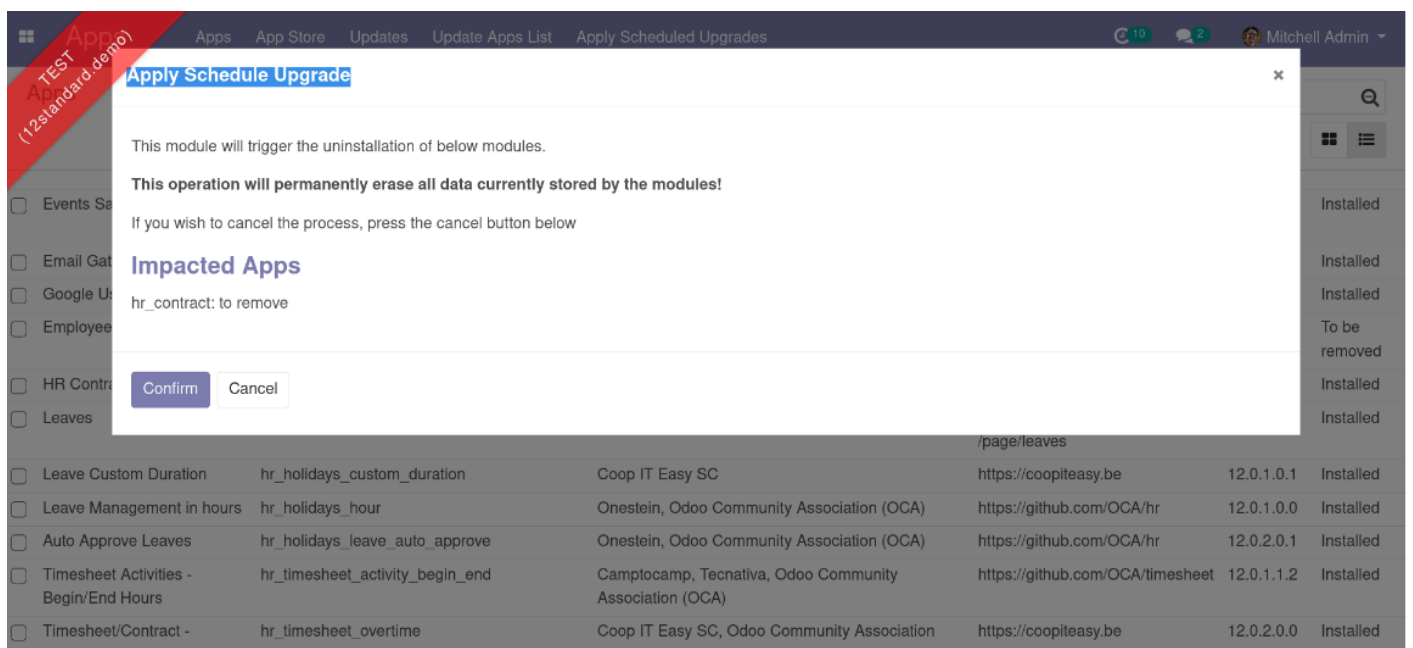 Apps Apps App Store Updates Update Apps List Apply Scheduled Upgrades 10 2 Mitchell Admin
TEST
(12standard.demo)
Apps
Apply Schedule Upgrade
×
This module will trigger the uninstallation of below modules.
This operation will permanently erase all data currently stored by the modules!
If you wish to cancel the process, press the cancel button below
Impacted Apps
hr_contract: to remove
Confirm Cancel
Events Sa Installed
Email Gat Installed
Google Us Installed
Employee To be
removed
HR Contra Installed
Leaves Installed
/page/leaves
Leave Custom Duration hr_holidays_custom_duration Coop IT Easy SC https://coopiteasy.be 12.0.1.0.1 Installed
Leave Management in hours hr_holidays_hour Onestein, Odoo Community Association (OCA) https://github.com/OCA/hr 12.0.1.0.0 Installed
Auto Approve Leaves hr_holidays_leave_auto_approve Onestein, Odoo Community Association (OCA) https://github.com/OCA/hr 12.0.2.0.1 Installed
Timesheet Activities - hr_timesheet_activity_begin_end Camptocamp, Tecnativa, Odoo Community https://github.com/OCA/timesheet 12.0.1.1.2 Installed
Begin/End Hours Association (OCA)
Timesheet/Contract - hr_timesheet_overtime Coop IT Easy SC, Odoo Community Association https://coopiteasy.be 12.0.2.0.0 Installed